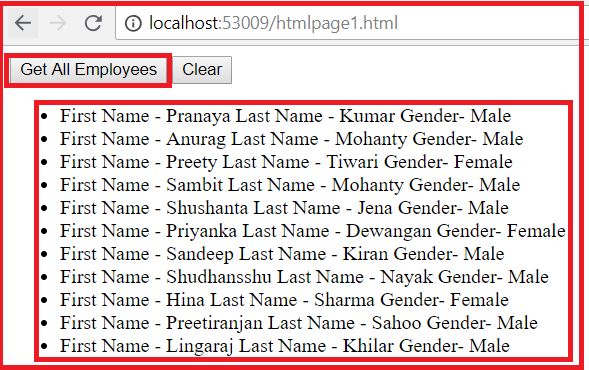 localhost:53009/htmlpage1.html
Get All Employees Clear
First Name - Pranaya Last Name - Kumar Gender- Male
First Name - Anurag Last Name - Mohanty Gender- Male
First Name - Preety Last Name - Tiwari Gender- Female
First Name - Sambit Last Name - Mohanty Gender- Male
First Name - Shushanta Last Name - Jena Gender- Male
First Name - Priyanka Last Name - Dewangan Gender- Female
First Name - Sandeep Last Name - Kiran Gender- Male
First Name - Shudhansshu Last Name - Nayak Gender- Male
First Name - Hina Last Name - Sharma Gender- Female
First Name - Preetiranjan Last Name - Sahoo Gender- Male
First Name - Lingaraj Last Name - Khilar Gender- Male